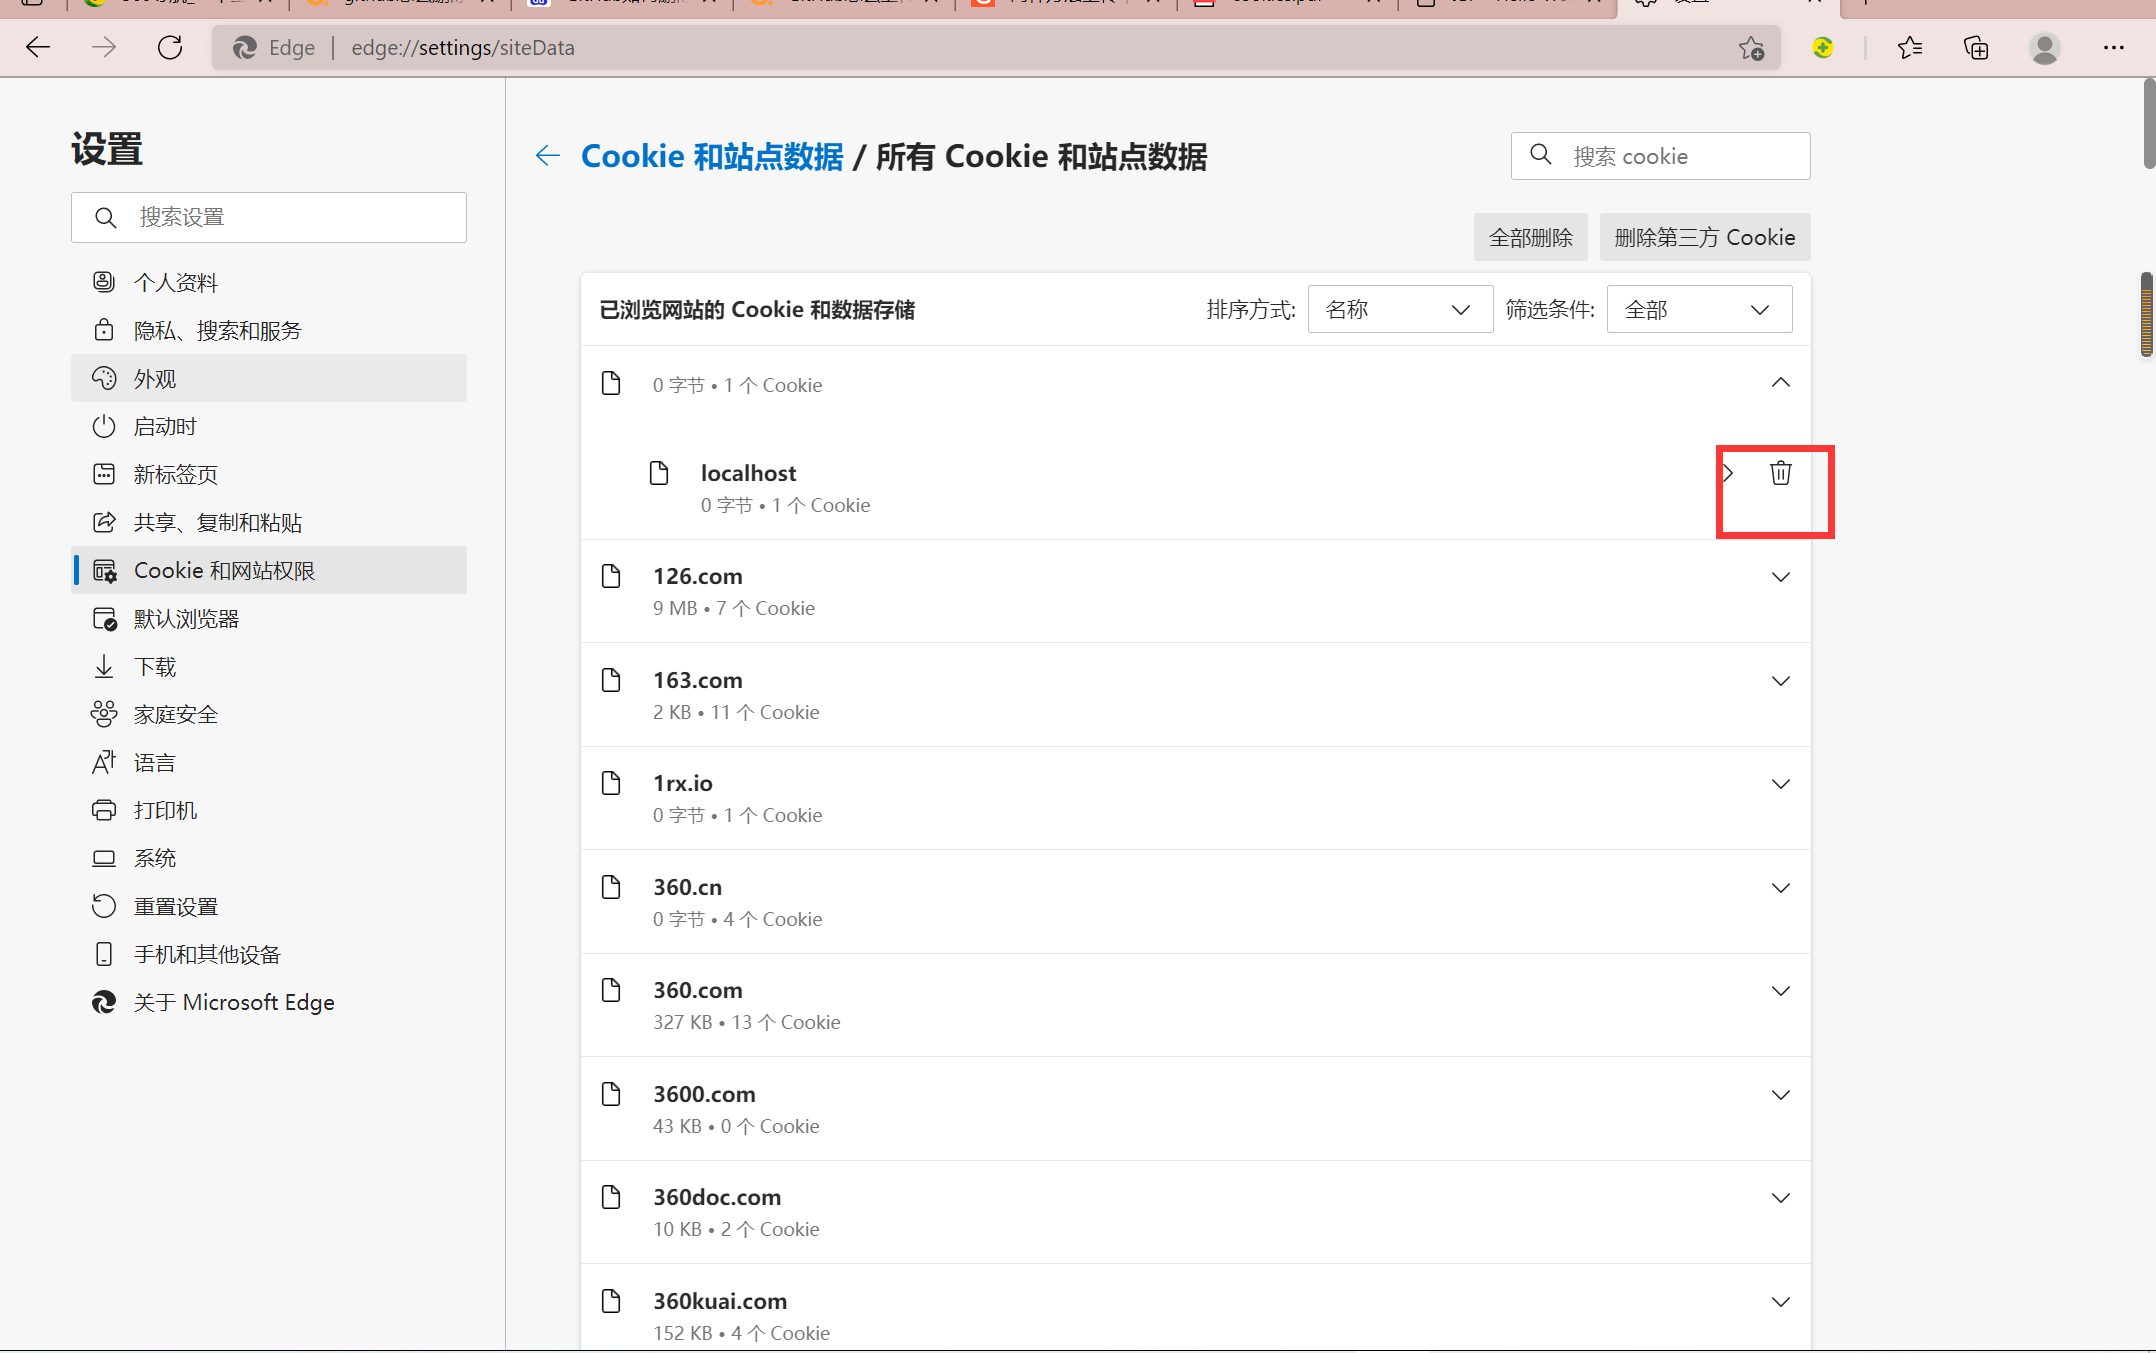 Edge | edge://settings/siteData
设置
搜索设置
个人资料
隐私、搜索和服务
外观
启动时
新标签页
共享、复制和粘贴
Cookie 和网站权限
默认浏览器
下载
家庭安全
语言
打印机
系统
重置设置
手机和其他设备
关于 Microsoft Edge
Cookie 和站点数据 / 所有 Cookie 和站点数据
搜索 cookie
全部删除
删除第三方 Cookie
已浏览网站的 Cookie 和数据存储
排序方式: 名称
筛选条件: 全部
0 字节 • 1 个 Cookie
localhost
0 字节 • 1 个 Cookie
126.com
9 MB • 7 个 Cookie
163.com
2 KB • 11 个 Cookie
1rx.io
0 字节 • 1 个 Cookie
360.cn
0 字节 • 4 个 Cookie
360.com
327 KB • 13 个 Cookie
3600.com
43 KB • 0 个 Cookie
360doc.com
10 KB • 2 个 Cookie
360kuai.com
152 KB • 4 个 Cookie